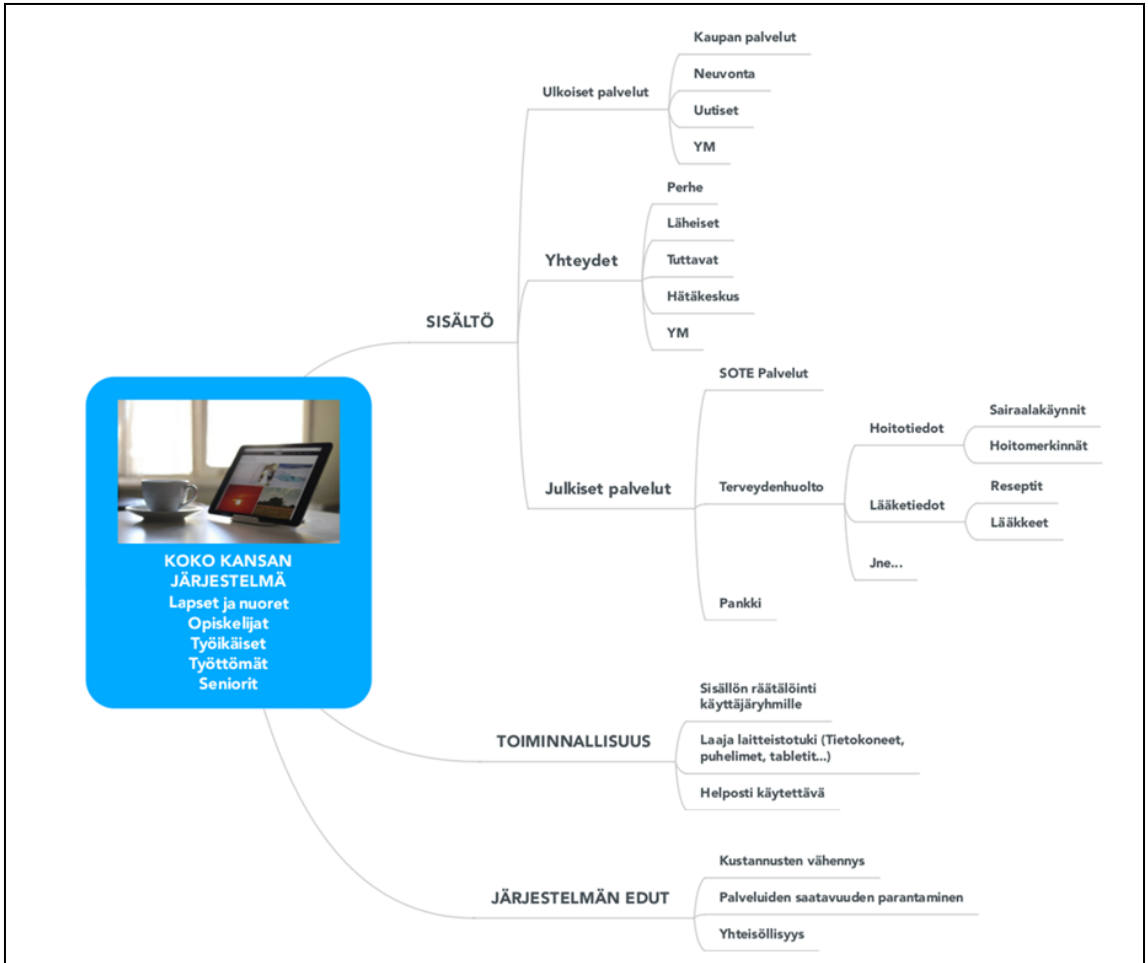 KOKO KANSAN
JÄRJESTELMÄ
Lapset ja nuoret
Opiskelijat
Työikäiset
Työttömät
Seniorit
SISÄLTÖ
Ulkoiset palvelut
Kaupan palvelut
Neuvonta
Uutiset
YM
Yhteydet
Perhe
Läheiset
Tuttavat
Hätäkeskus
YM
Julkiset palvelut
SOTE Palvelut
Terveydenhuolto
Hoitotiedot
Sairaalakäynnit
Hoitomerkinnät
Lääketiedot
Reseptit
Lääkkeet
Jne...
Pankki
TOIMINNALLISUUS
Sisällön räätälöinti
käyttäjäryhmille
Laaja laitteistotuki (Tietokoneet,
puhelimet, tabletit...)
Helposti käytettävä
JÄRJESTELMÄN EDUT
Kustannusten vähennys
Palveluiden saatavuuden parantaminen
Yhteisöllisyys